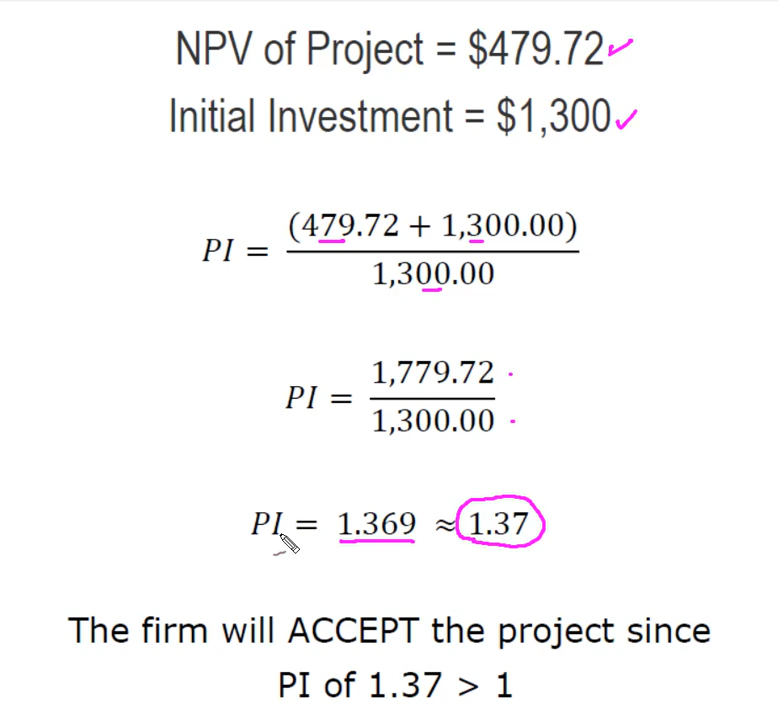 NPV of Project = $479.72
Initial Investment = $1,300
PI = (479.72 + 1,300.00) / 1,300.00
PI = 1,779.72 / 1,300.00
PI = 1.369 ≈ 1.37
The firm will ACCEPT the project since
PI of 1.37 > 1